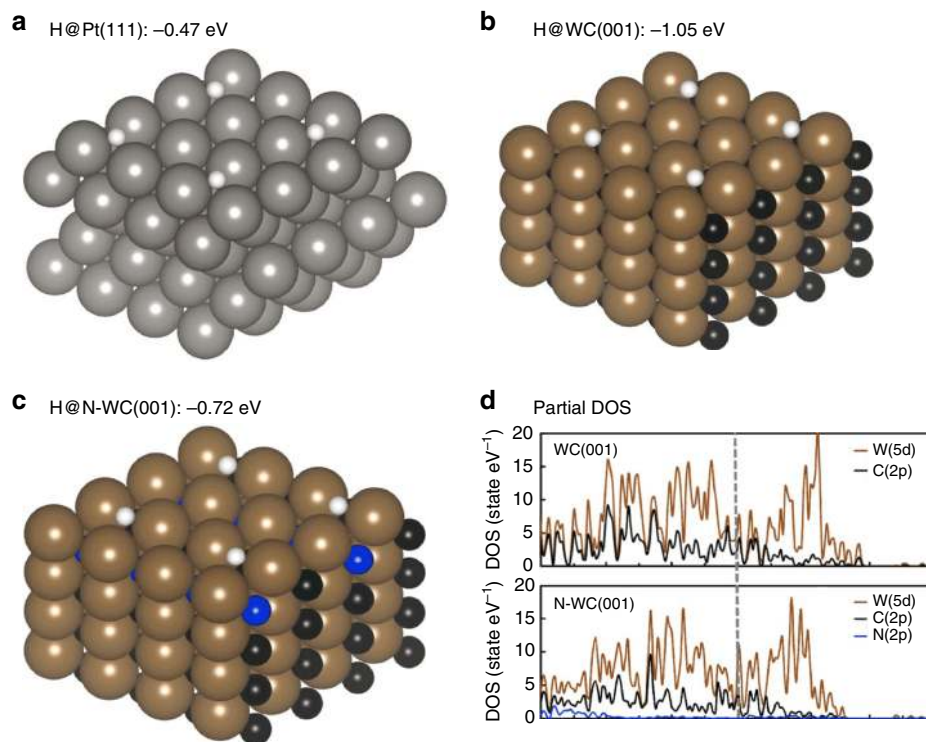 a H@Pt(111): –0.47 eV
b H@WC(001): –1.05 eV
c H@N-WC(001): –0.72 eV
d Partial DOS
DOS (state eV⁻¹)
20
15
10
5
0
WC(001)
W(5d)
C(2p)
DOS (state eV⁻¹)
20
15
10
5
0
N-WC(001)
W(5d)
C(2p)
N(2p)